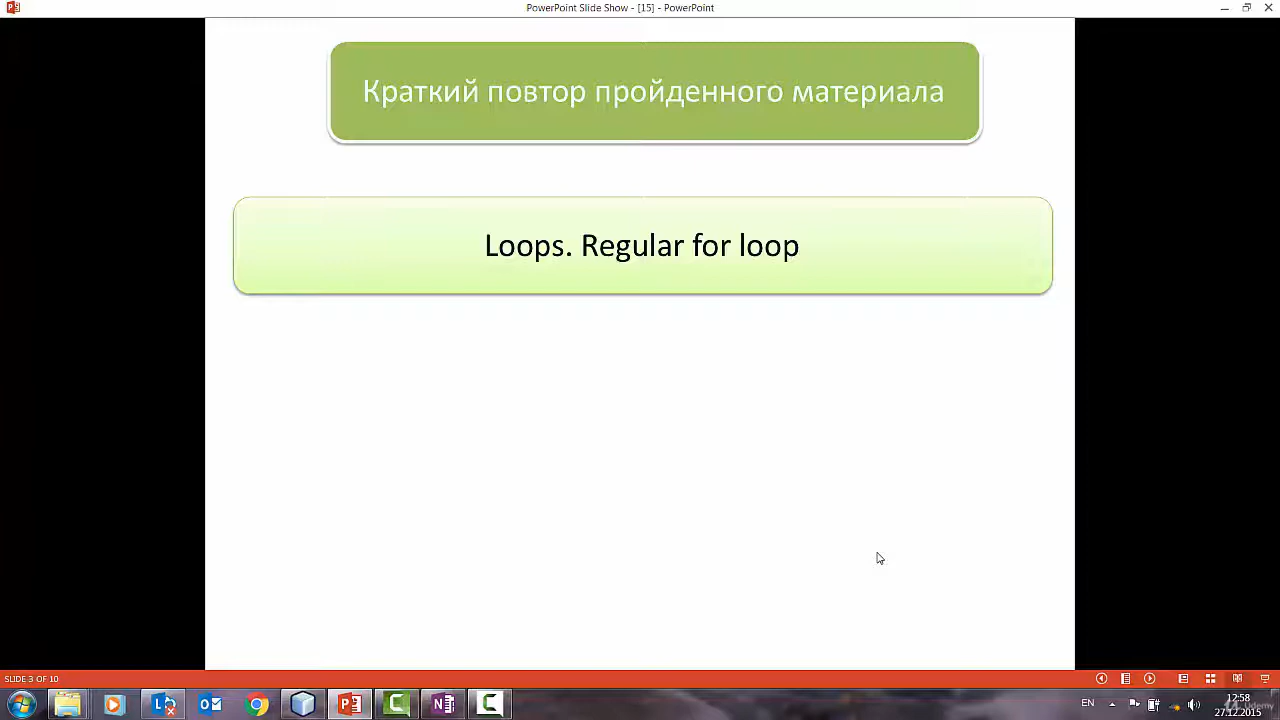 PowerPoint Slide Show - [15] - PowerPoint
Краткий повтор пройденного материала
Loops. Regular for loop
SLIDE 3 OF 10
EN
12:58
27.12.2015
Udemy